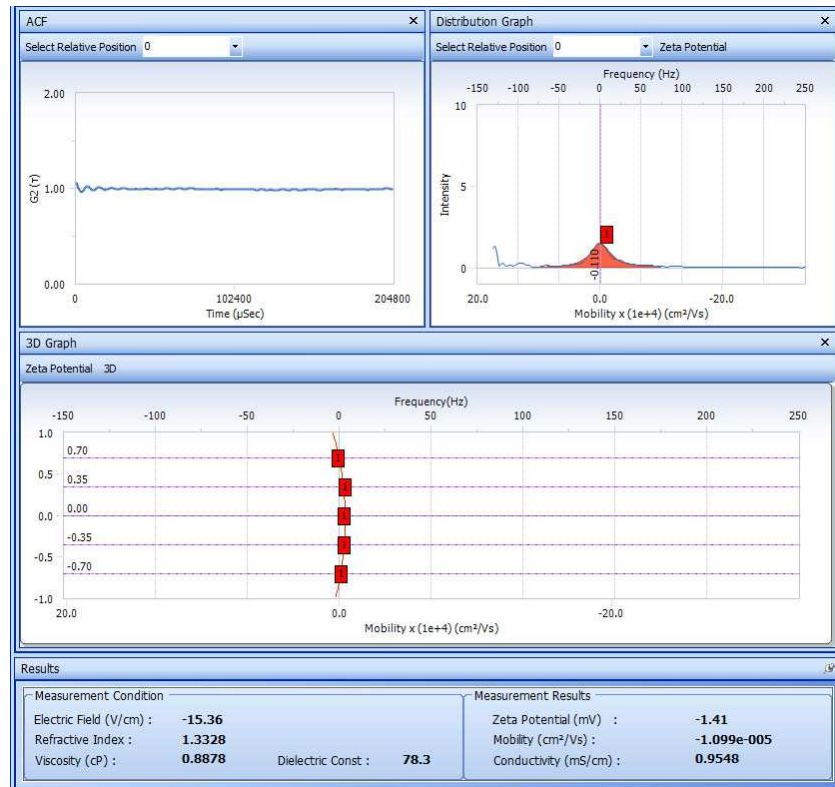 ACF
Select Relative Position 0
2.00
1.00
0.00
G2 (τ)
0 102400 204800
Time (µSec)
Distribution Graph
Select Relative Position 0 Zeta Potential
Frequency (Hz)
-150 -100 -50 0 50 100 150 200 250
10
5
0
Intensity
1
-0.110
20.0 0.0 -20.0
Mobility x (1e+4) (cm²/Vs)
3D Graph
Zeta Potential 3D
Frequency(Hz)
-150 -100 -50 0 50 100 150 200 250
1.0
0.70
0.5
0.35
0.0
0.00
-0.35
-0.5
-0.70
-1.0
1
1
1
1
1
20.0 0.0 -20.0
Mobility x (1e+4) (cm²/Vs)
Results
Measurement Condition
Electric Field (V/cm) : -15.36
Refractive Index : 1.3328
Viscosity (cP) : 0.8878 Dielectric Const : 78.3
Measurement Results
Zeta Potential (mV) : -1.41
Mobility (cm²/Vs) : -1.099e-005
Conductivity (mS/cm) : 0.9548